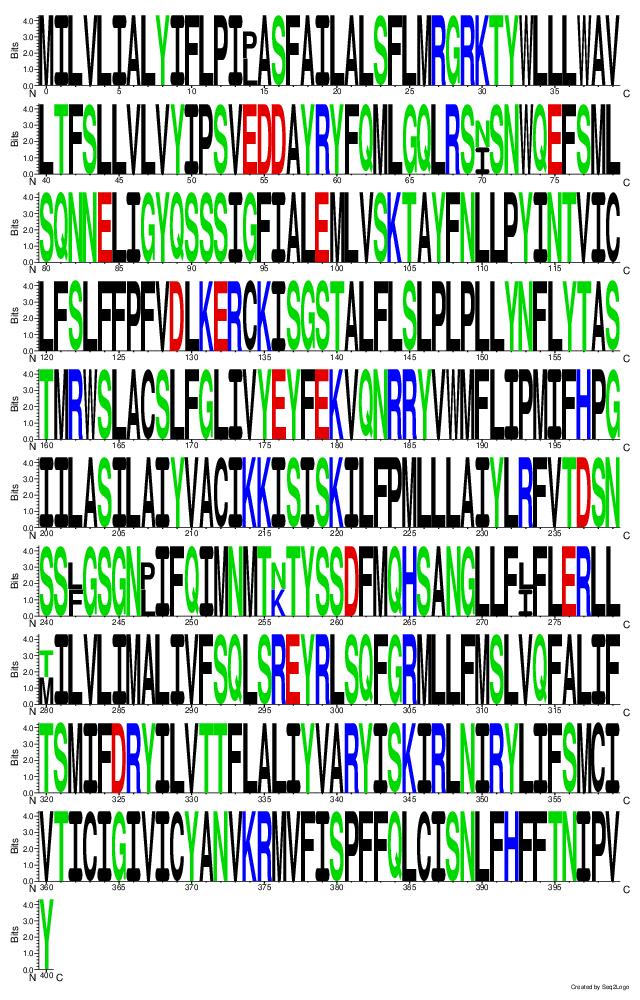 Bits 4.0 3.0 2.0 1.0 0.0
MILVLIALYIFLPIPASFAILALSFLMRGRKTYWLLLWAV
L
N 0 5 10 15 20 25 30 35 C
Bits 4.0 3.0 2.0 1.0 0.0
LTFSLLVLVYIPSVEDDAYRYFQMLGQLRSNSNWQEFSML
I
N 40 45 50 55 60 65 70 75 C
Bits 4.0 3.0 2.0 1.0 0.0
SQNNELIGYQSSSIGFIALEMLVSKTAYFNLLPYINTVIC
N 80 85 90 95 100 105 110 115 C
Bits 4.0 3.0 2.0 1.0 0.0
LFSLFFPFVDLKERCKISGSTALFLSLPLPLLYNFLYTAS
N 120 125 130 135 140 145 150 155 C
Bits 4.0 3.0 2.0 1.0 0.0
TMRWSLACSLFGLIVYEYFEKVQNRRYVWMFLIPMIFHPG
N 160 165 170 175 180 185 190 195 C
Bits 4.0 3.0 2.0 1.0 0.0
IILASILAIYVACIKKISISKILFPMLLLAIYLRFVTDSN
N 200 205 210 215 220 225 230 235 C
Bits 4.0 3.0 2.0 1.0 0.0
SSLGSGNPIFQIMNMTNTYSSDFMQHSANGLLFLFLERLL
F L K I
N 240 245 250 255 260 265 270 275 C
Bits 4.0 3.0 2.0 1.0 0.0
TILVLIMALIVFSQLSREYRLSQFGRMLLFMSLVQFALIF
M
N 280 285 290 295 300 305 310 315 C
Bits 4.0 3.0 2.0 1.0 0.0
TSMIFDRYILVTTFLALIYVARYISKIRLNIRYLIFSMCI
N 320 325 330 335 340 345 350 355 C
Bits 4.0 3.0 2.0 1.0 0.0
VTICIGIVICYANVKRMVFISPFFQLCISNLFHFFTNIPV
N 360 365 370 375 380 385 390 395 C
Bits 4.0 3.0 2.0 1.0 0.0
Y
N 400 C
Created by Seq2Logo